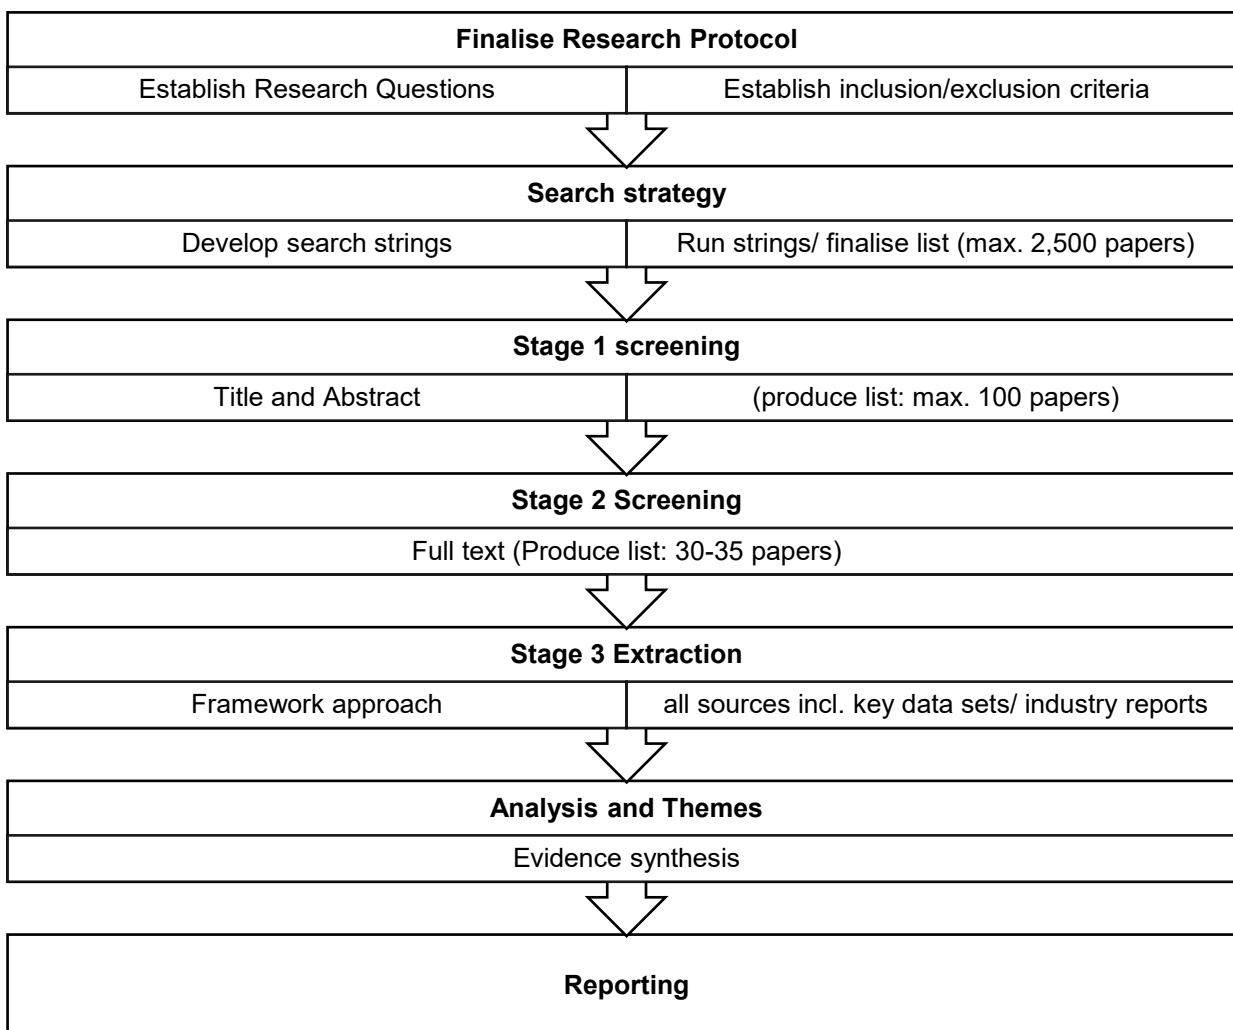 Finalise Research Protocol
Establish Research Questions
Establish inclusion/exclusion criteria
Search strategy
Develop search strings
Run strings/ finalise list (max. 2,500 papers)
Stage 1 screening
Title and Abstract
(produce list: max. 100 papers)
Stage 2 Screening
Full text (Produce list: 30-35 papers)
Stage 3 Extraction
Framework approach
all sources incl. key data sets/ industry reports
Analysis and Themes
Evidence synthesis
Reporting